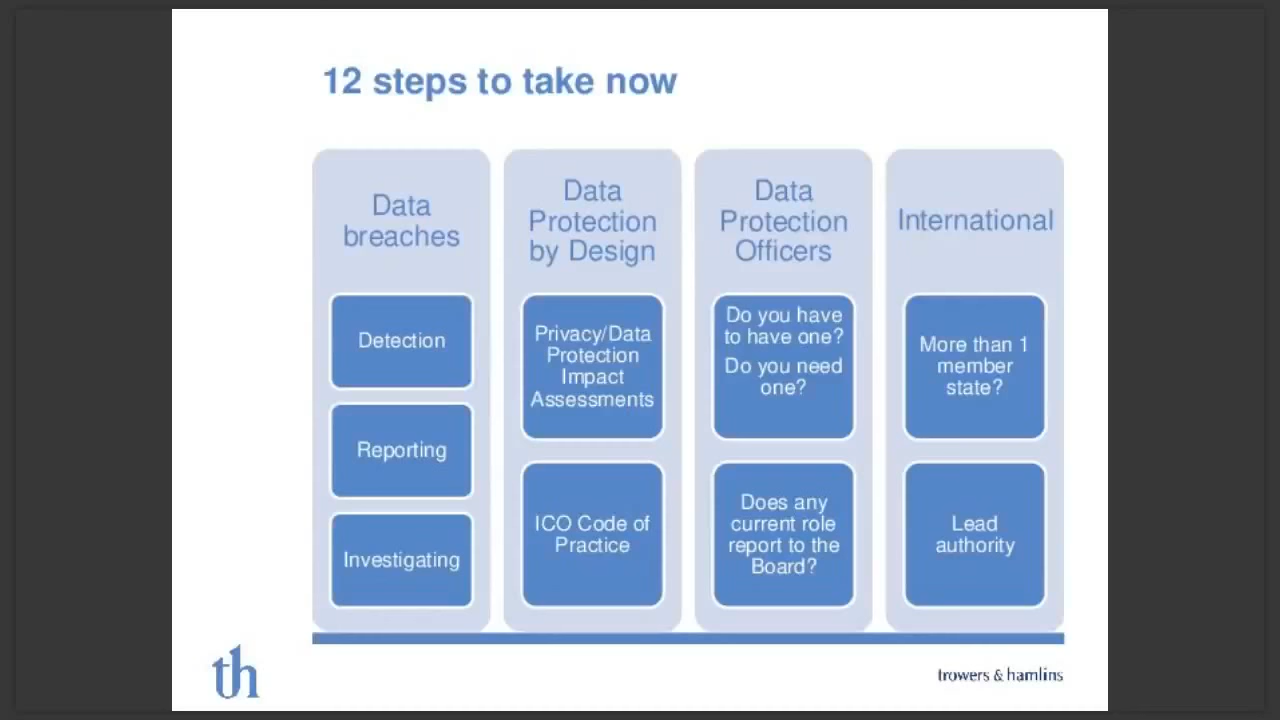 12 steps to take now
Data
breaches
Detection
Reporting
Investigating
Data
Protection
by Design
Privacy/Data
Protection
Impact
Assessments
ICO Code of
Practice
Data
Protection
Officers
Do you have
to have one?
Do you need
one?
Does any
current role
report to the
Board?
International
More than 1
member
state?
Lead
authority
th
trowers & hamlins